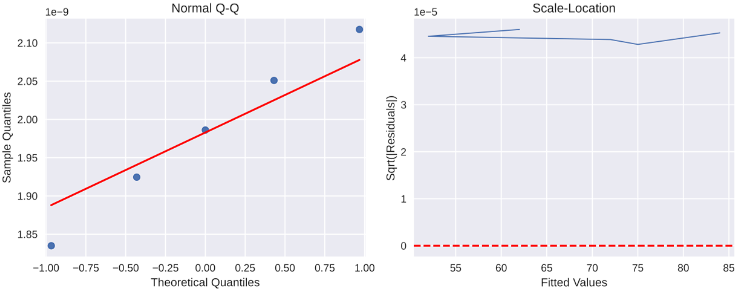 Normal Q-Q
1e−9
2.10
2.05
2.00
1.95
1.90
1.85
Sample Quantiles
−1.00 −0.75 −0.50 −0.25 0.00 0.25 0.50 0.75 1.00
Theoretical Quantiles
Scale-Location
1e−5
4
3
2
1
0
Sqrt(|Residuals|)
55 60 65 70 75 80 85
Fitted Values